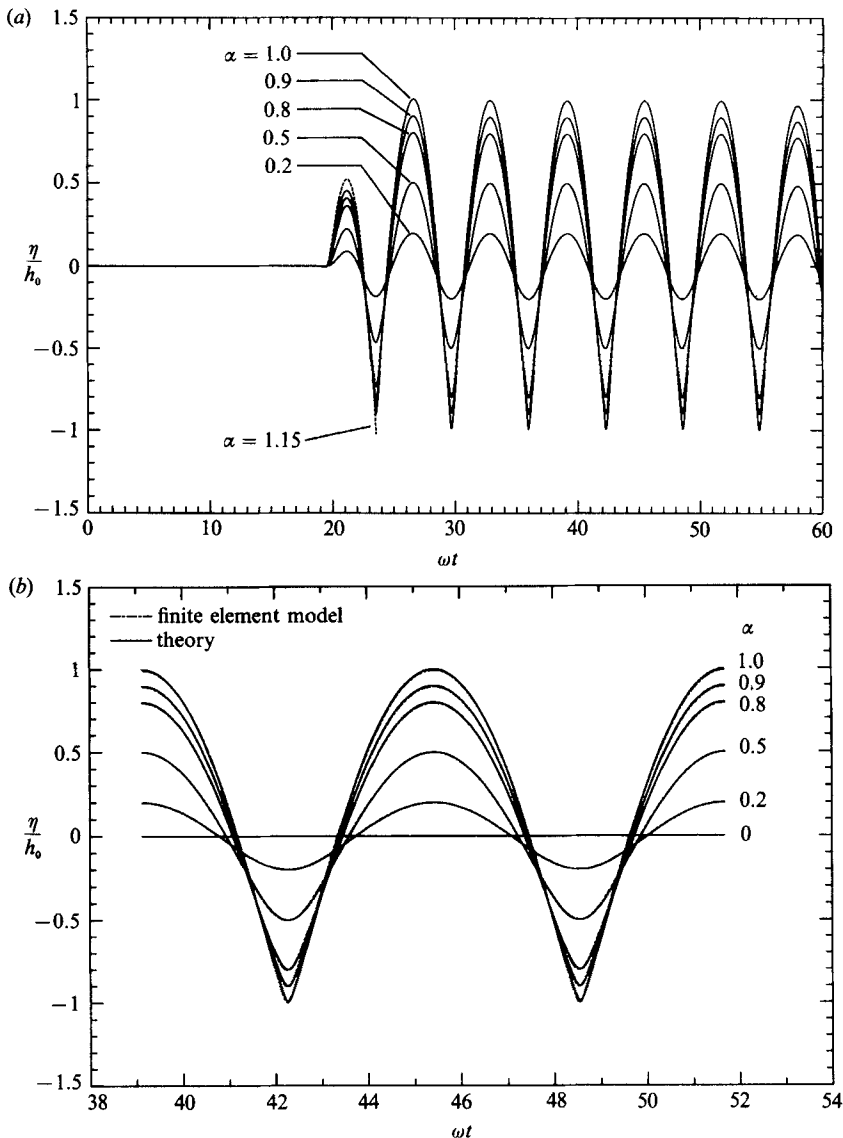 (a)
1.5
1
0.5
0
−0.5
−1
−1.5
η
h₀
α = 1.0
0.9
0.8
0.5
0.2
α = 1.15
0 10 20 30 40 50 60
ωt
(b)
1.5
1
0.5
0
−0.5
−1
−1.5
η
h₀
finite element model
theory
α
1.0
0.9
0.8
0.5
0.2
0
38 40 42 44 46 48 50 52 54
ωt